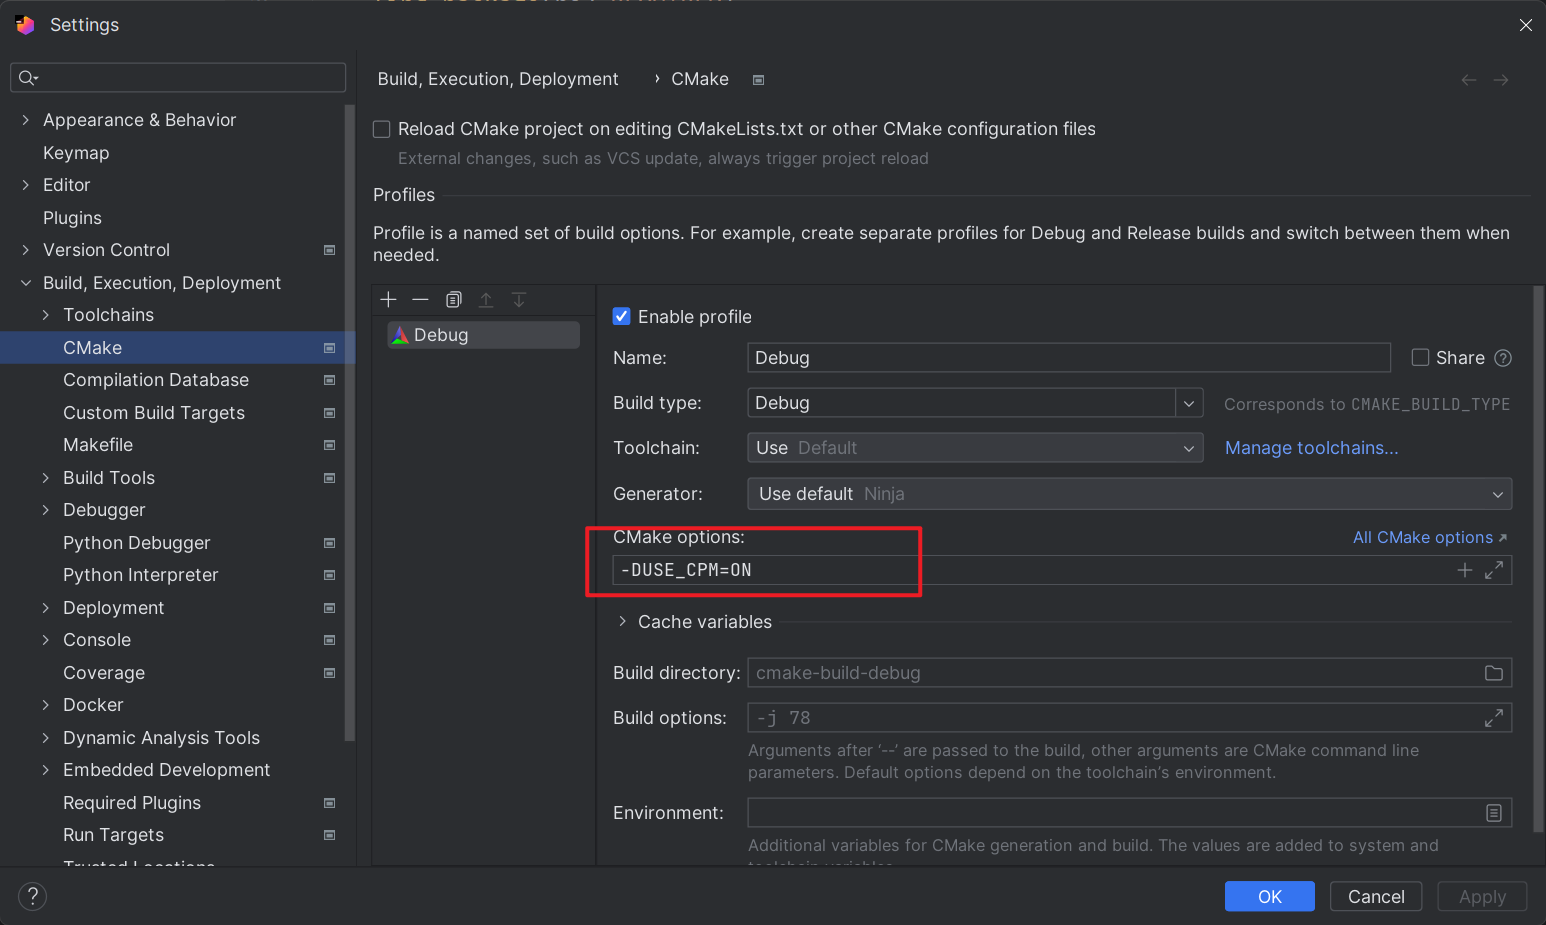 Settings
Build, Execution, Deployment › CMake
Appearance & Behavior
Keymap
Editor
Plugins
Version Control
Build, Execution, Deployment
Toolchains
CMake
Compilation Database
Custom Build Targets
Makefile
Build Tools
Debugger
Python Debugger
Python Interpreter
Deployment
Console
Coverage
Docker
Dynamic Analysis Tools
Embedded Development
Required Plugins
Run Targets
Trusted Locations
Reload CMake project on editing CMakeLists.txt or other CMake configuration files
External changes, such as VCS update, always trigger project reload
Profiles
Profile is a named set of build options. For example, create separate profiles for Debug and Release builds and switch between them when
needed.
Debug
Enable profile
Name: Debug Share
Build type: Debug Corresponds to CMAKE_BUILD_TYPE
Toolchain: Use Default Manage toolchains...
Generator: Use default Ninja
CMake options: All CMake options
-DUSE_CPM=ON
Cache variables
Build directory: cmake-build-debug
Build options: -j 78
Arguments after ‘--’ are passed to the build, other arguments are CMake command line
parameters. Default options depend on the toolchain’s environment.
Environment:
Additional variables for CMake generation and build. The values are added to system and
toolchain variables
? OK Cancel Apply